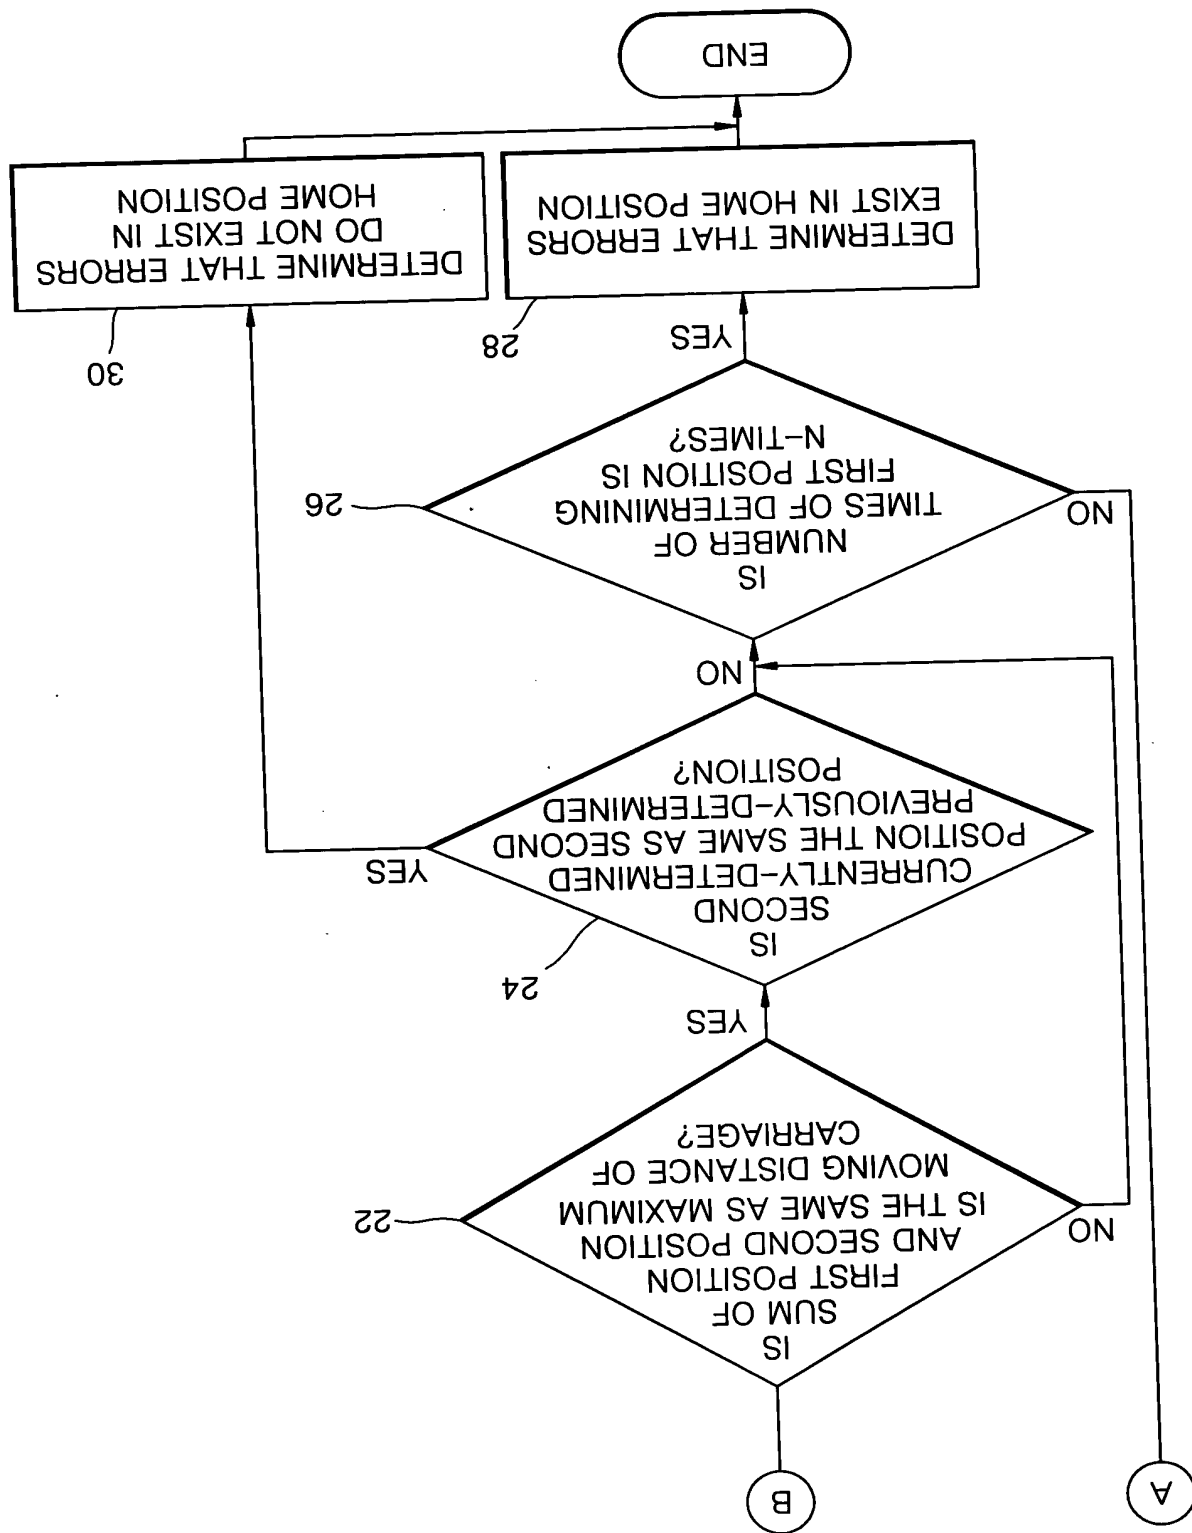 A
B
IS
SUM OF
FIRST POSITION
AND SECOND POSITION
IS THE SAME AS MAXIMUM
MOVING DISTANCE OF
CARRIAGE?
22
NO
YES
IS
SECOND
CURRENTLY-DETERMINED
POSITION THE SAME AS SECOND
PREVIOUSLY-DETERMINED
POSITION?
24
YES
NO
IS
NUMBER OF
TIMES OF DETERMINING
FIRST POSITION IS
N-TIMES?
26
NO
YES
28
DETERMINE THAT ERRORS
EXIST IN HOME POSITION
30
DETERMINE THAT ERRORS
DO NOT EXIST IN
HOME POSITION
END